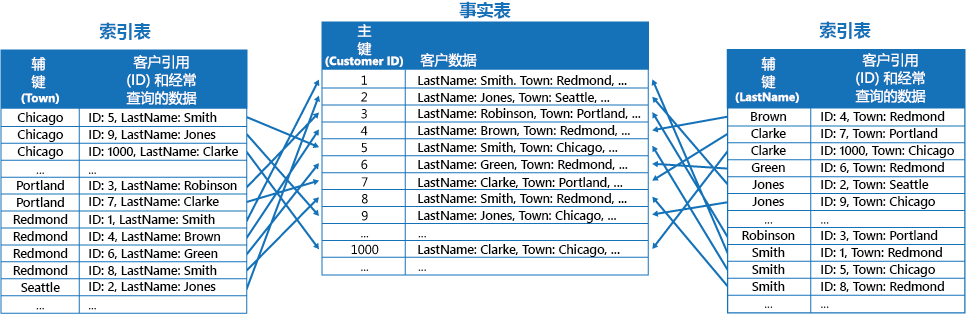 索引表
辅
键
(Town)
客户引用
(ID) 和经常
查询的数据
Chicago ID: 5, LastName: Smith
Chicago ID: 9, LastName: Jones
Chicago ID: 1000, LastName: Clarke
... ...
Portland ID: 3, LastName: Robinson
Portland ID: 7, LastName: Clarke
Redmond ID: 1, LastName: Smith
Redmond ID: 4, LastName: Brown
Redmond ID: 6, LastName: Green
Redmond ID: 8, LastName: Smith
Seattle ID: 2, LastName: Jones
... ...
事实表
主
键
(Customer ID)
客户数据
1 LastName: Smith. Town: Redmond, ...
2 LastName: Jones, Town: Seattle, ...
3 LastName: Robinson, Town: Portland, ...
4 LastName: Brown, Town: Redmond, ...
5 LastName: Smith, Town: Chicago, ...
6 LastName: Green, Town: Redmond, ...
7 LastName: Clarke, Town: Portland, ...
8 LastName: Smith, Town: Redmond, ...
9 LastName: Jones, Town: Chicago, ...
... ...
1000 LastName: Clarke, Town: Chicago, ...
... ...
索引表
辅
键
(LastName)
客户引用
(ID) 和经常
查询的数据
Brown ID: 4, Town: Redmond
Clarke ID: 7, Town: Portland
Clarke ID: 1000, Town: Chicago
Green ID: 6, Town: Redmond
Jones ID: 2, Town: Seattle
Jones ID: 9, Town: Chicago
... ...
Robinson ID: 3, Town: Portland
Smith ID: 1, Town: Redmond
Smith ID: 5, Town: Chicago
Smith ID: 8, Town: Redmond
... ...